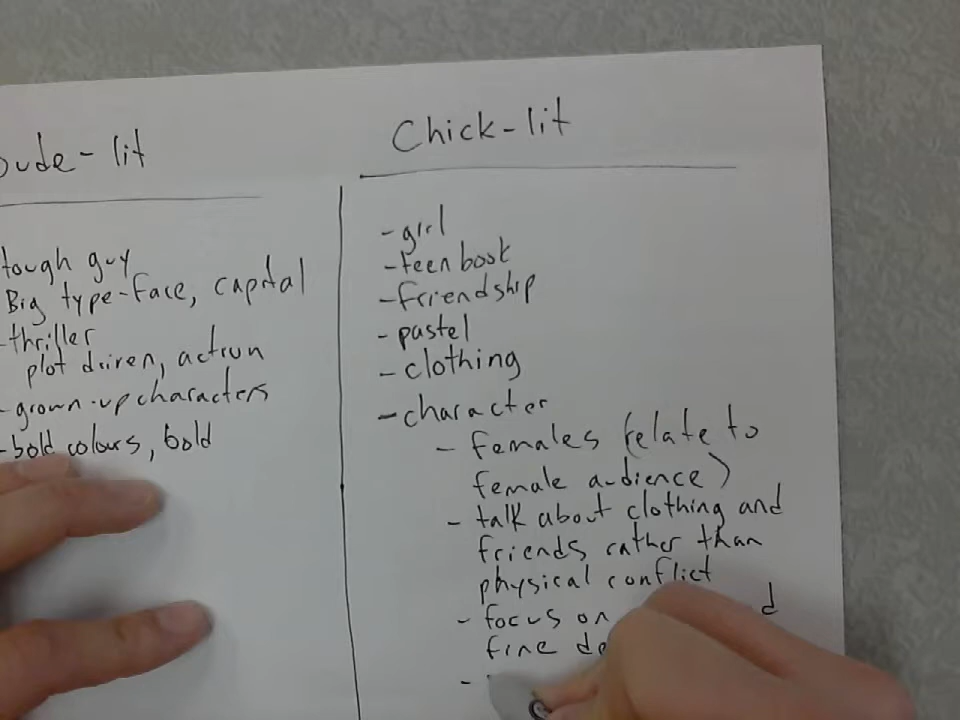 Dude-lit
tough guy
Big type-face, capital
-thriller
plot driven, action
-grown-up characters
-bold colours, bold
Chick-lit
-girl
-teen book
-friendship
-pastel
-clothing
-character
- females (relate to
female audience)
- talk about clothing and
friends rather than
physical conflict
- focus on
fine
-